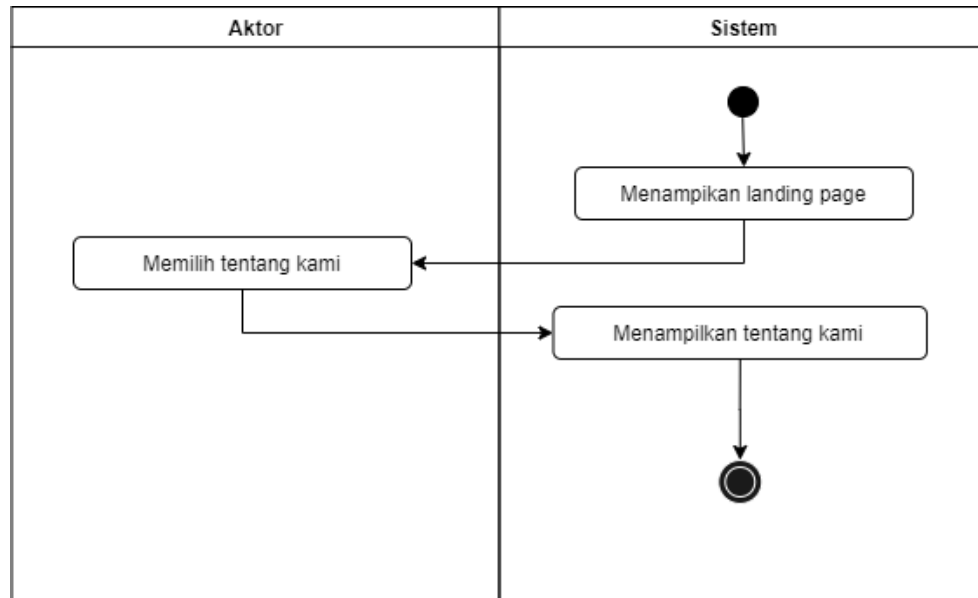 Aktor
Sistem
Menampikan landing page
Memilih tentang kami
Menampilkan tentang kami